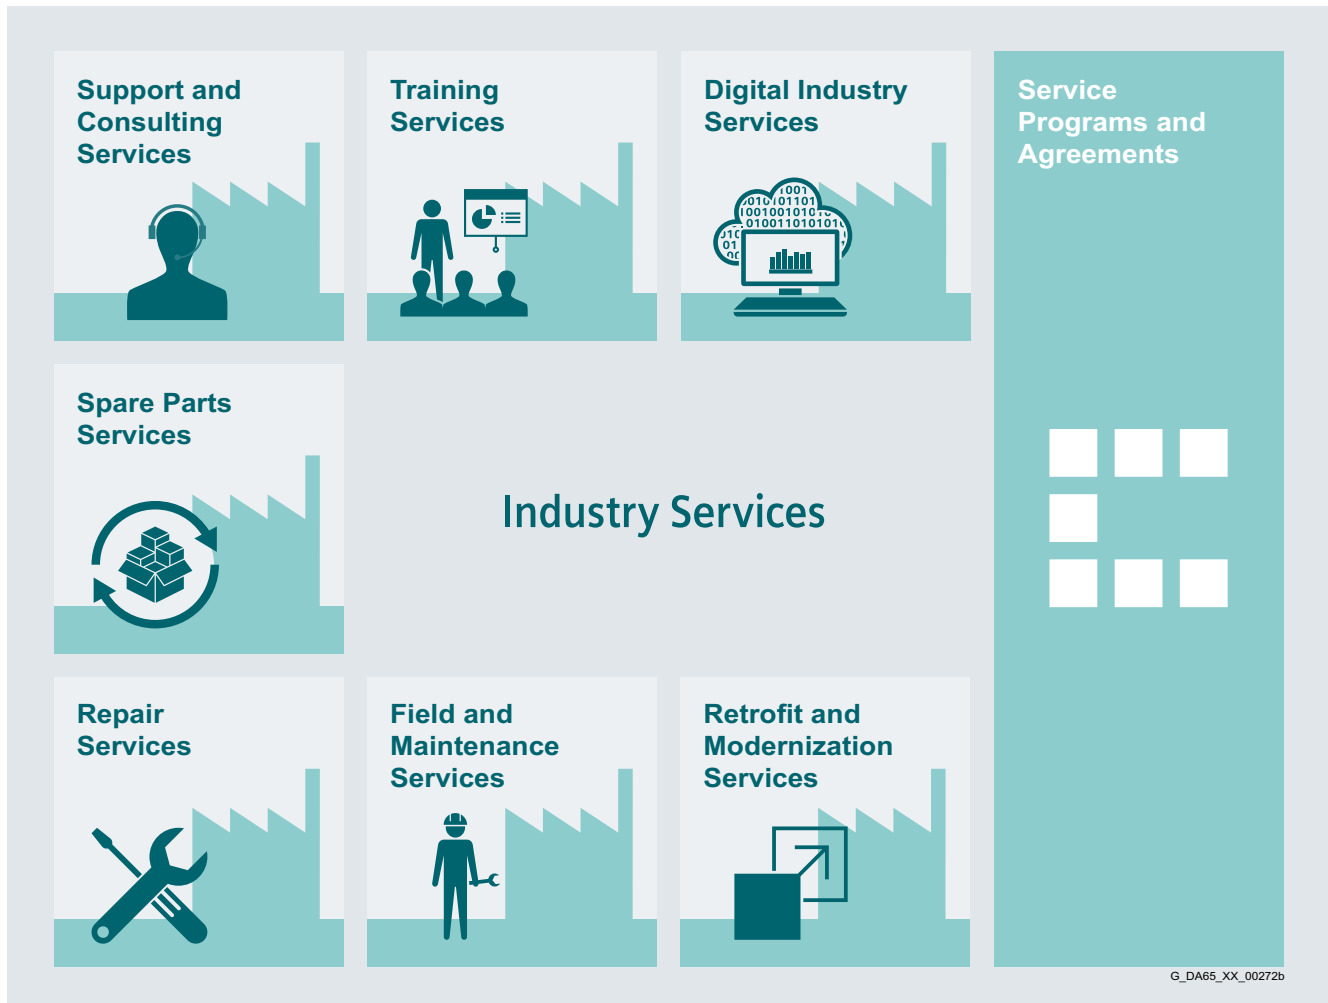 Support and
Consulting
Services
Training
Services
Digital Industry
Services
Service
Programs and
Agreements
Spare Parts
Services
Industry Services
Repair
Services
Field and
Maintenance
Services
Retrofit and
Modernization
Services
G_DA65_XX_00272b